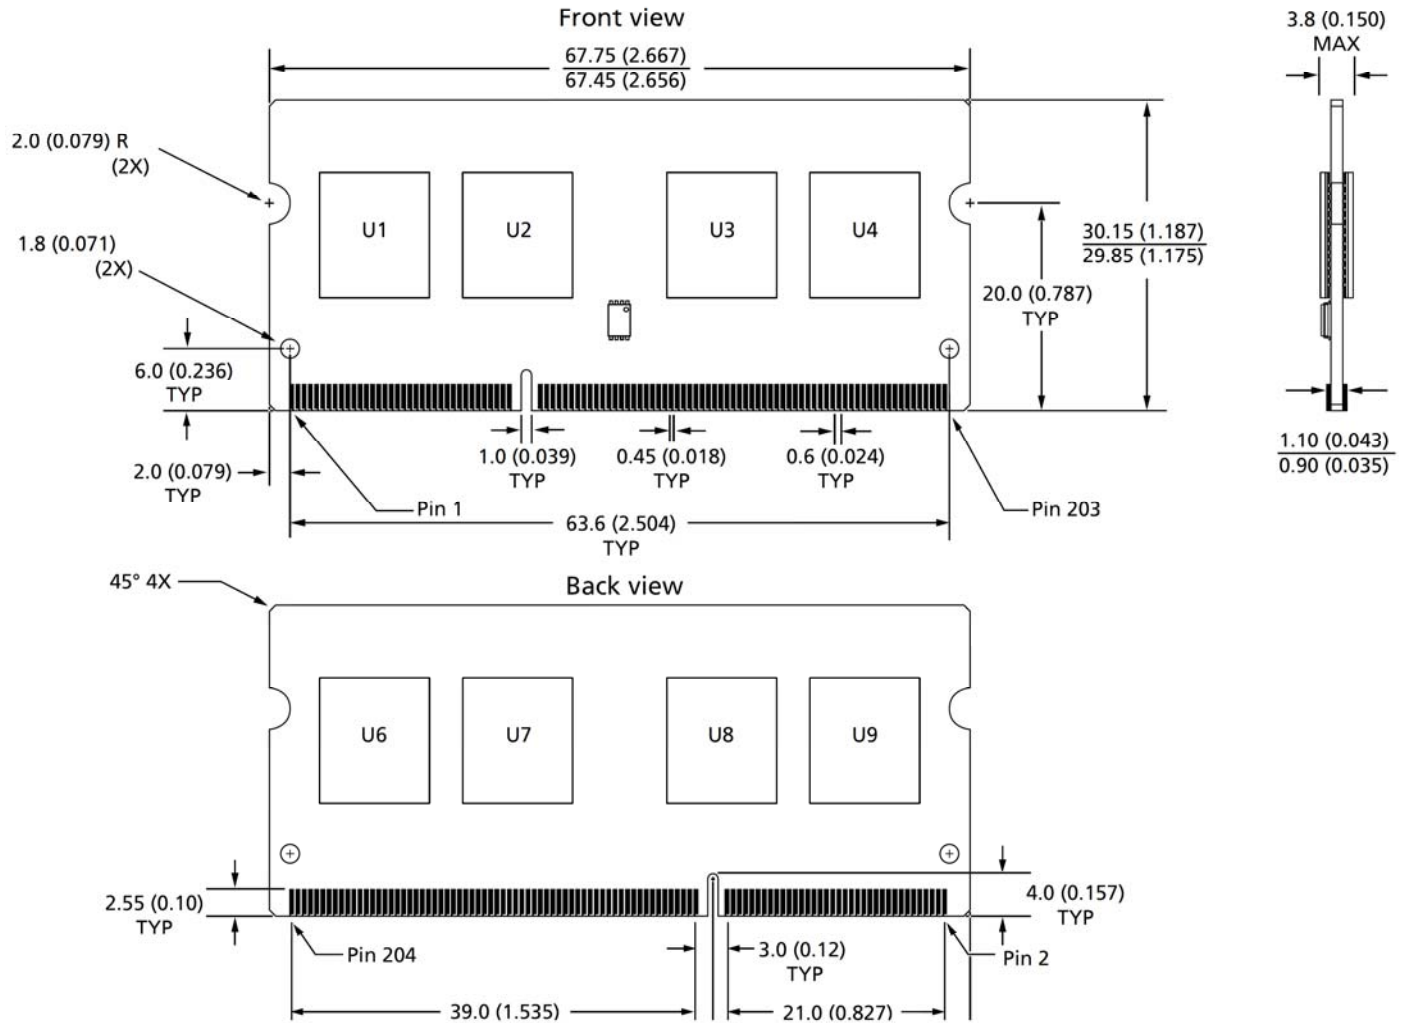 Front view
3.8 (0.150)
MAX
67.75 (2.667)
67.45 (2.656)
2.0 (0.079) R
(2X)
U1
U2
U3
U4
1.8 (0.071)
(2X)
30.15 (1.187)
29.85 (1.175)
20.0 (0.787)
TYP
6.0 (0.236)
TYP
1.0 (0.039)
TYP
0.45 (0.018)
TYP
0.6 (0.024)
TYP
1.10 (0.043)
0.90 (0.035)
2.0 (0.079)
TYP
Pin 1
Pin 203
63.6 (2.504)
TYP
45° 4X
Back view
U6
U7
U8
U9
2.55 (0.10)
TYP
4.0 (0.157)
TYP
Pin 204
3.0 (0.12)
TYP
Pin 2
39.0 (1.535)
21.0 (0.827)